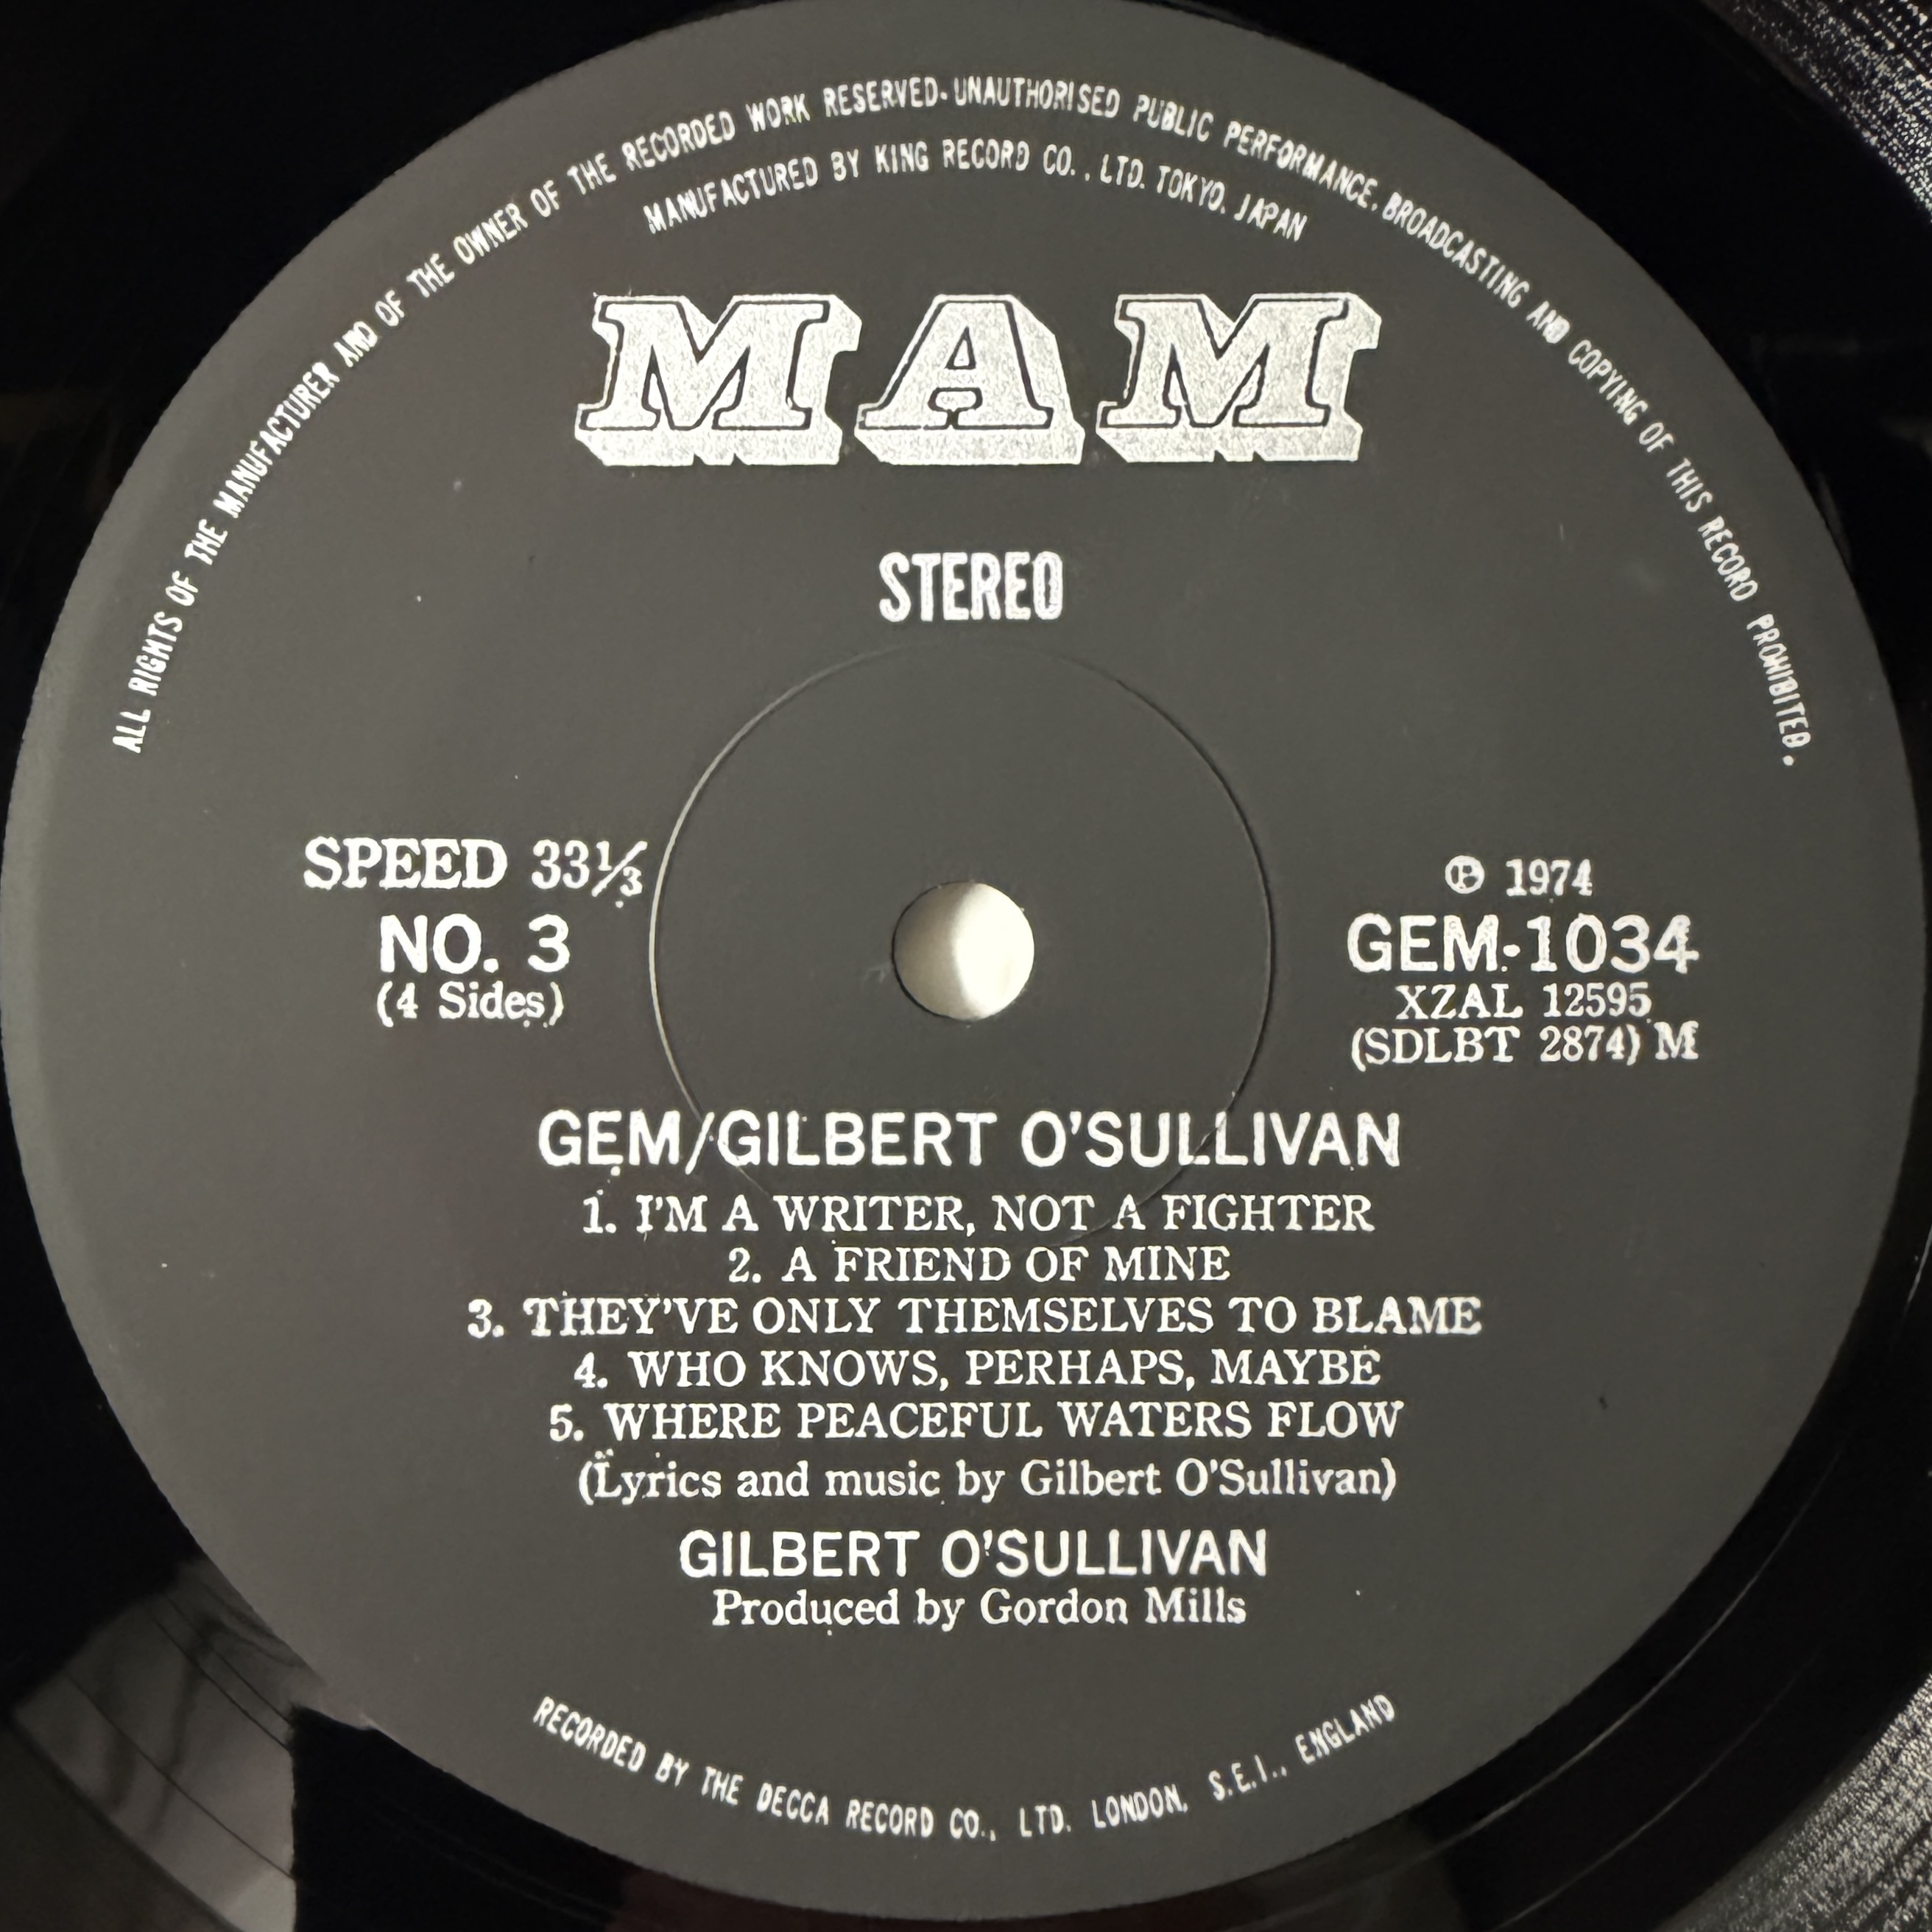 ALL RIGHTS OF THE MANUFACTURER AND OF THE OWNER OF THE RECORDED WORK RESERVED. UNAUTHORISED PUBLIC PERFORMANCE, BROADCASTING AND COPYING OF THIS RECORD PROHIBITED.
MANUFACTURED BY KING RECORD CO., LTD. TOKYO, JAPAN
MAM
STEREO
SPEED 33⅓
NO. 3
(4 Sides)
℗ 1974
GEM-1034
XZAL 12595
(SDLBT 2874) M
GEM/GILBERT O'SULLIVAN
1. I'M A WRITER, NOT A FIGHTER
2. A FRIEND OF MINE
3. THEY'VE ONLY THEMSELVES TO BLAME
4. WHO KNOWS, PERHAPS, MAYBE
5. WHERE PEACEFUL WATERS FLOW
(Lyrics and music by Gilbert O'Sullivan)
GILBERT O'SULLIVAN
Produced by Gordon Mills
RECORDED BY THE DECCA RECORD CO., LTD. LONDON, S.E.I., ENGLAND